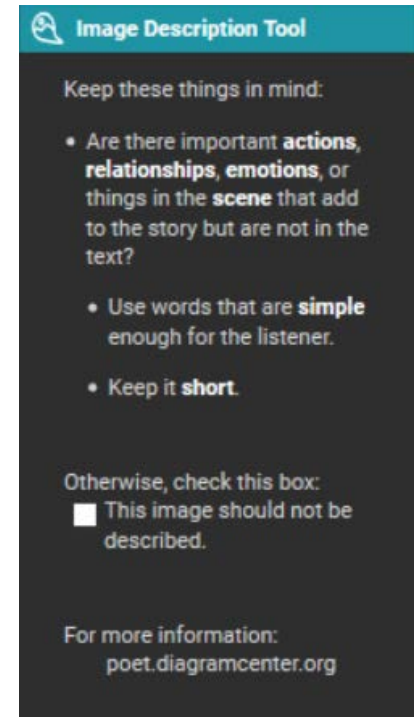 Image Description Tool
Keep these things in mind:
• Are there important actions,
relationships, emotions, or
things in the scene that add
to the story but are not in the
text?
• Use words that are simple
enough for the listener.
• Keep it short.
Otherwise, check this box:
This image should not be
described.
For more information:
poet.diagramcenter.org